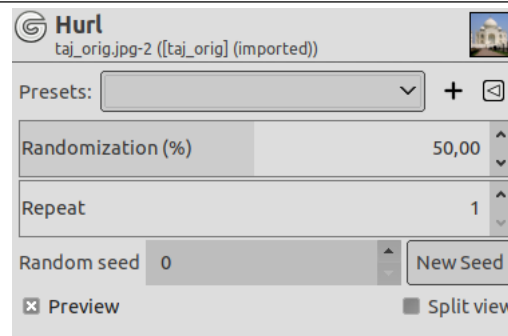 Hurl
taj_orig.jpg-2 ([taj_orig] (imported))
Presets:
Randomization (%) 50,00
Repeat 1
Random seed 0 New Seed
Preview Split view